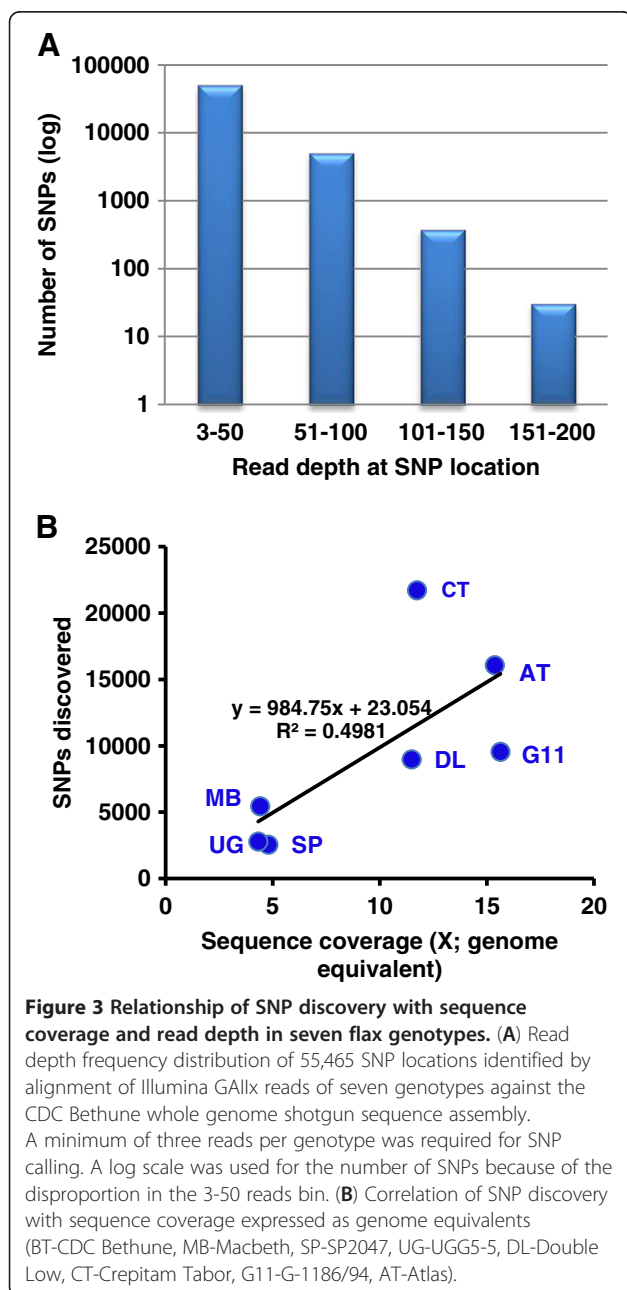 A
100000
10000
1000
100
10
1
Number of SNPs (log)
3-50 51-100 101-150 151-200
Read depth at SNP location
B
25000
20000
15000
10000
5000
0
SNPs discovered
CT
AT
y = 984.75x + 23.054
R² = 0.4981
DL
G11
MB
UG
SP
0 5 10 15 20
Sequence coverage (X; genome
equivalent)
Figure 3 Relationship of SNP discovery with sequence
coverage and read depth in seven flax genotypes. (A) Read
depth frequency distribution of 55,465 SNP locations identified by
alignment of Illumina GAIIx reads of seven genotypes against the
CDC Bethune whole genome shotgun sequence assembly.
A minimum of three reads per genotype was required for SNP
calling. A log scale was used for the number of SNPs because of the
disproportion in the 3-50 reads bin. (B) Correlation of SNP discovery
with sequence coverage expressed as genome equivalents
(BT-CDC Bethune, MB-Macbeth, SP-SP2047, UG-UGG5-5, DL-Double
Low, CT-Crepitam Tabor, G11-G-1186/94, AT-Atlas).